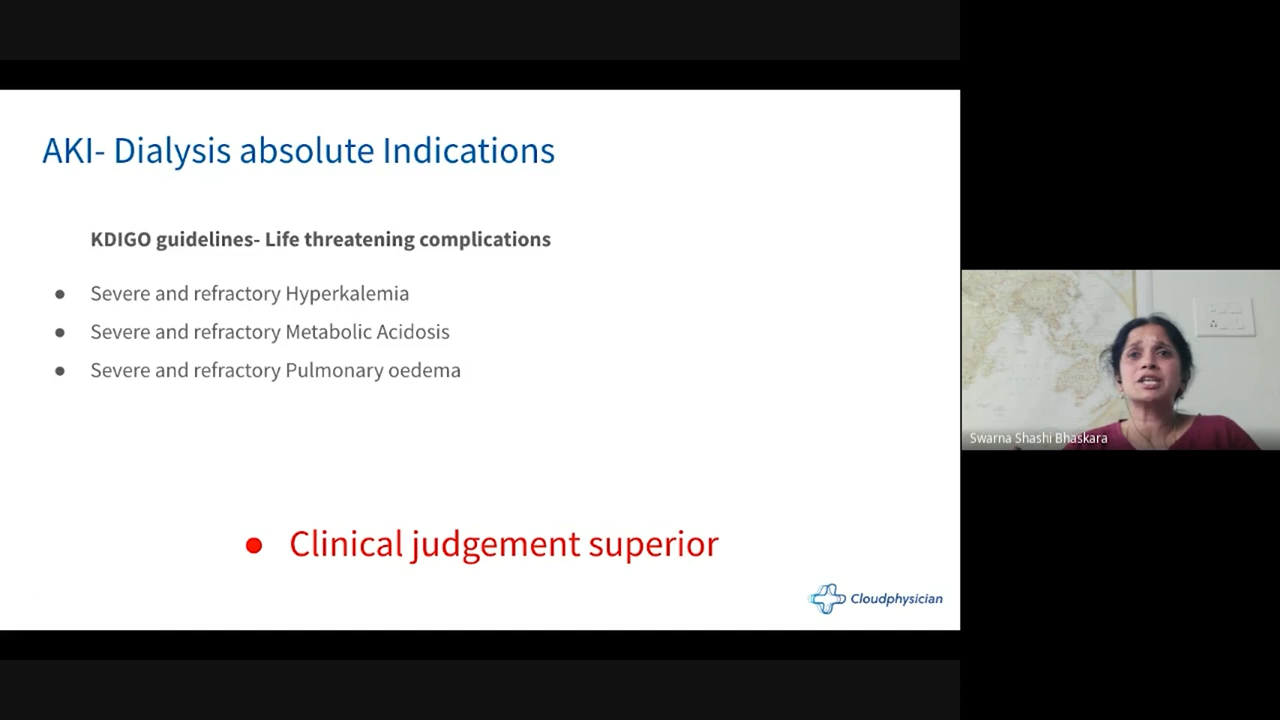 AKI- Dialysis absolute Indications
KDIGO guidelines- Life threatening complications
● Severe and refractory Hyperkalemia
● Severe and refractory Metabolic Acidosis
● Severe and refractory Pulmonary oedema
● Clinical judgement superior
Cloudphysician
Swarna Shashi Bhaskara